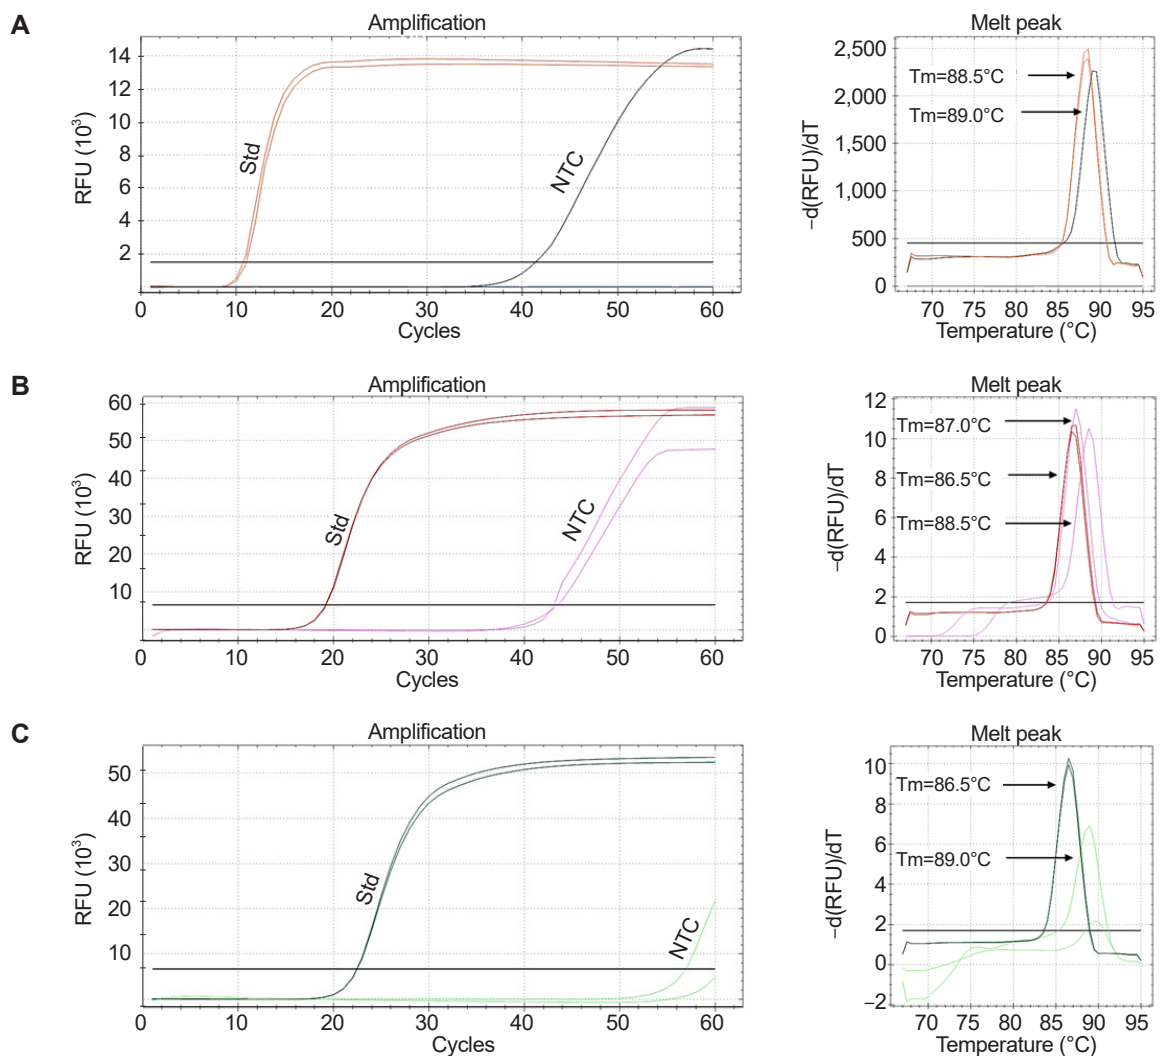 A
Amplification
RFU (10³)
14
12
10
8
6
4
2
Std
NTC
0 10 20 30 40 50 60
Cycles
Melt peak
−d(RFU)/dT
2,500
2,000
1,500
1,000
500
0
Tm=88.5°C
Tm=89.0°C
70 75 80 85 90 95
Temperature (°C)
B
Amplification
RFU (10³)
60
50
40
30
20
10
Std
NTC
0 10 20 30 40 50 60
Cycles
Melt peak
−d(RFU)/dT
12
10
8
6
4
2
0
Tm=87.0°C
Tm=86.5°C
Tm=88.5°C
70 75 80 85 90 95
Temperature (°C)
C
Amplification
RFU (10³)
50
40
30
20
10
Std
NTC
0 10 20 30 40 50 60
Cycles
Melt peak
−d(RFU)/dT
10
8
6
4
2
0
−2
Tm=86.5°C
Tm=89.0°C
70 75 80 85 90 95
Temperature (°C)